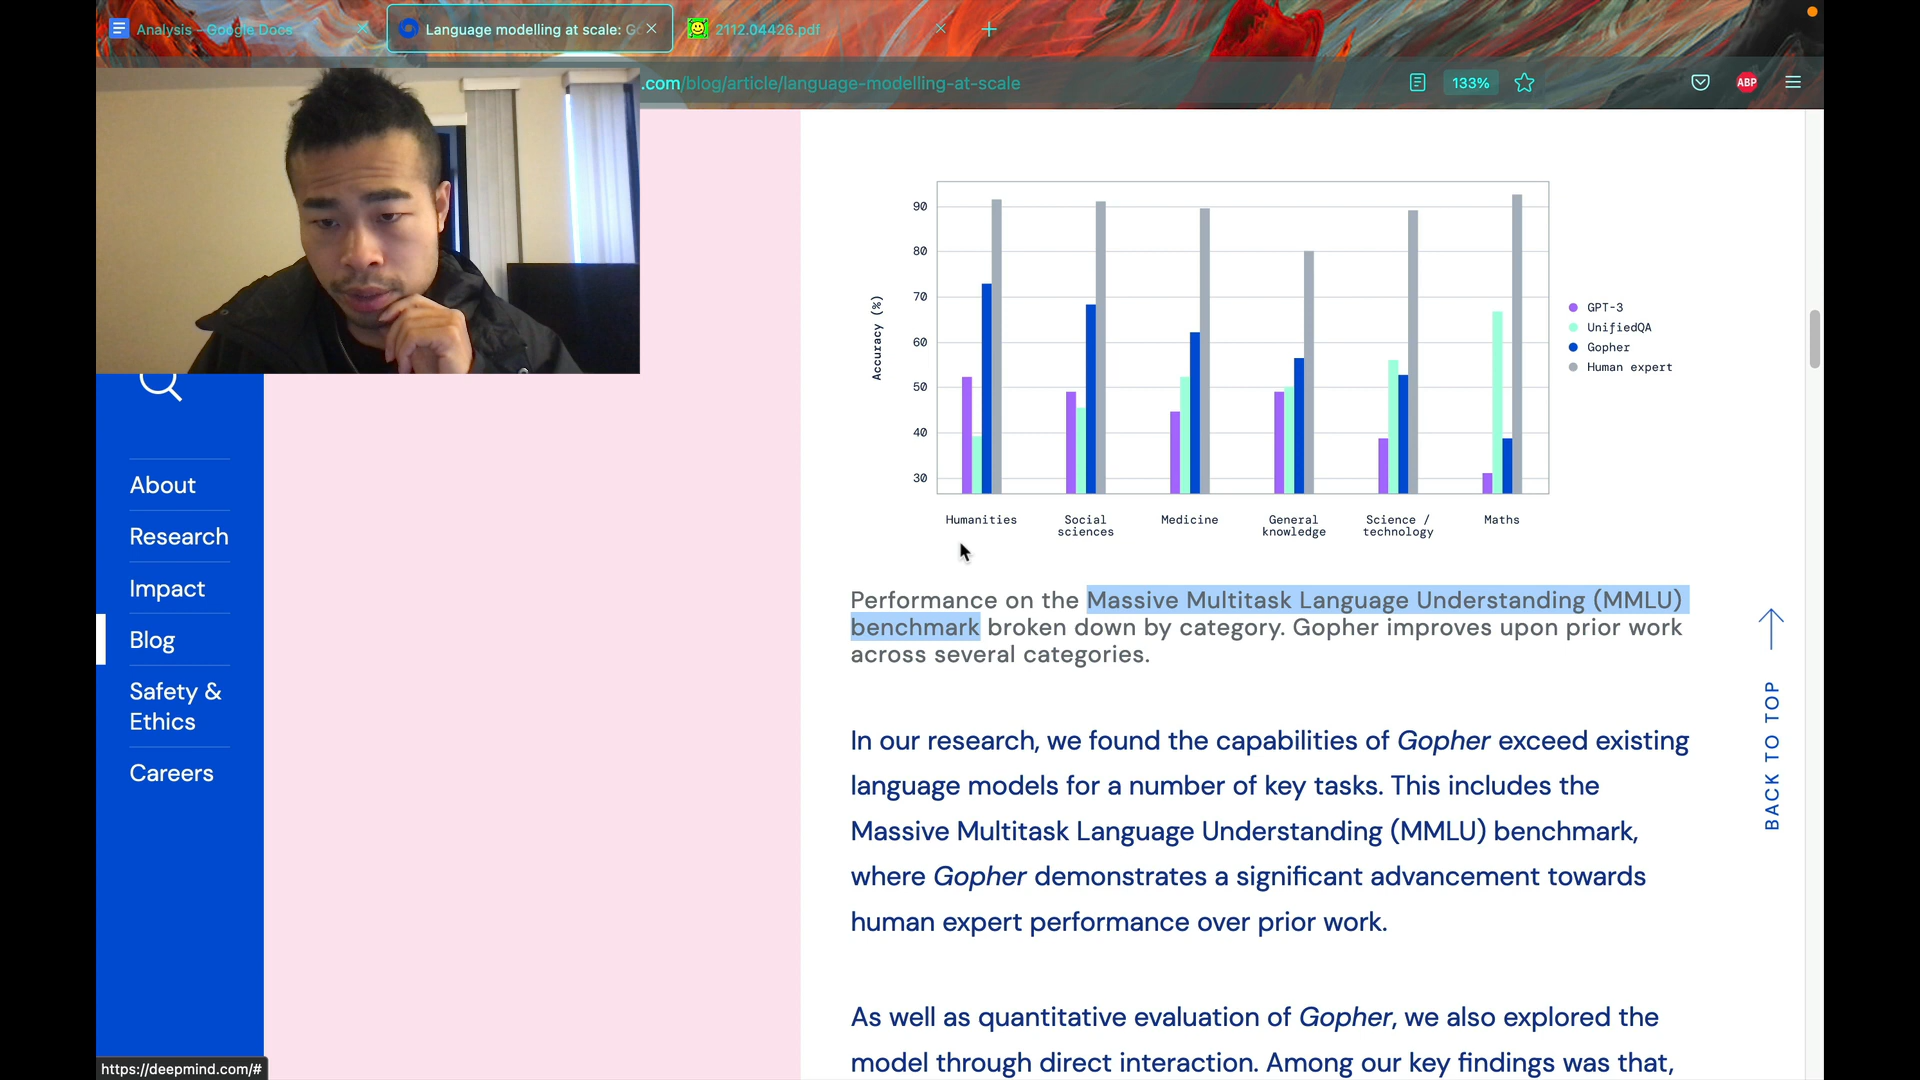 Analysis - Google Docs
Language modelling at scale: Go
2112.04426.pdf
.com/blog/article/language-modelling-at-scale
133%
ABP
90
80
70
60
50
40
30
Accuracy (%)
Humanities
Social sciences
Medicine
General knowledge
Science / technology
Maths
GPT-3
UnifiedQA
Gopher
Human expert
About
Research
Impact
Blog
Safety &
Ethics
Careers
Performance on the Massive Multitask Language Understanding (MMLU)
benchmark broken down by category. Gopher improves upon prior work
across several categories.
In our research, we found the capabilities of Gopher exceed existing
language models for a number of key tasks. This includes the
Massive Multitask Language Understanding (MMLU) benchmark,
where Gopher demonstrates a significant advancement towards
human expert performance over prior work.
As well as quantitative evaluation of Gopher, we also explored the
model through direct interaction. Among our key findings was that,
BACK TO TOP
https://deepmind.com/#